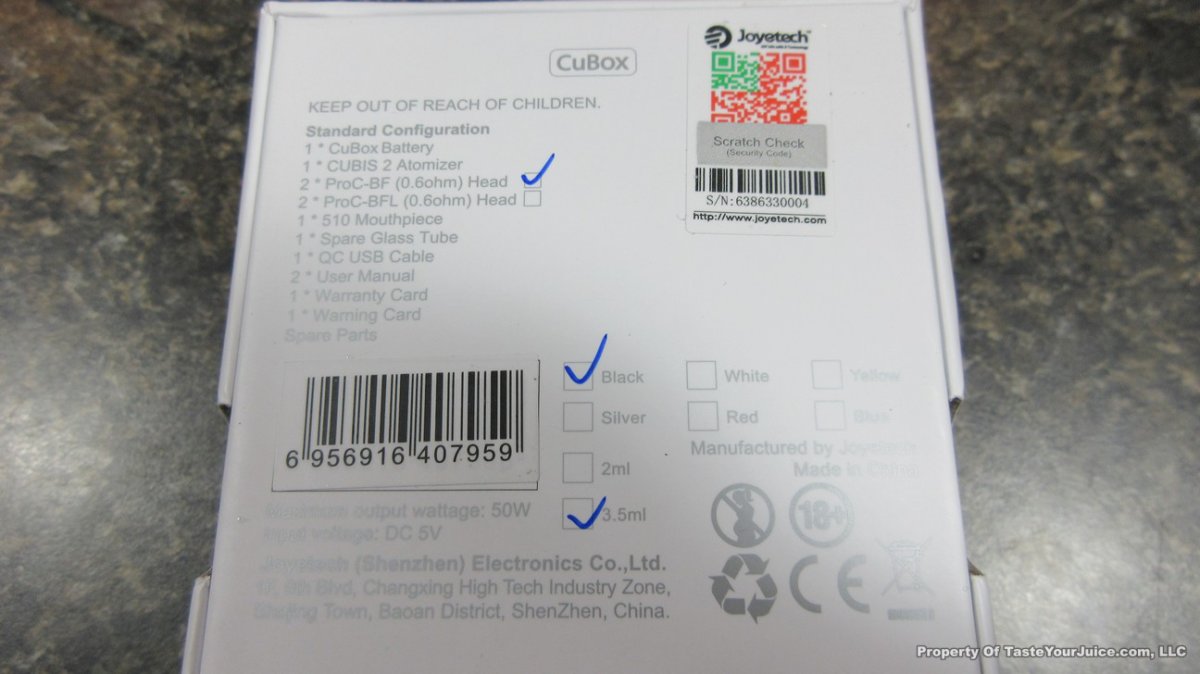 CuBox
KEEP OUT OF REACH OF CHILDREN.
Standard Configuration
1 * CuBox Battery
1 * CUBIS 2 Atomizer
2 * ProC-BF (0.6ohm) Head
2 * ProC-BFL (0.6ohm) Head
1 * 510 Mouthpiece
1 * Spare Glass Tube
1 * QC USB Cable
2 * User Manual
1 * Warranty Card
1 * Warning Card
Spare Parts
Joyetech™
Scratch Check
(Security Code)
S/N:6386330004
http://www.joyetech.com
6 956916 407959
Black White Yellow
Silver Red Blue
2ml
3.5ml
Manufactured by Joyetech
Made in China
Maximum output wattage: 50W
Input voltage: DC 5V
Joyetech (Shenzhen) Electronics Co.,Ltd.
Blvd, Changxing High Tech Industry Zone,
Town, Baoan District, ShenZhen, China.
18+
CE
Property Of TasteYourJuice.com, LLC